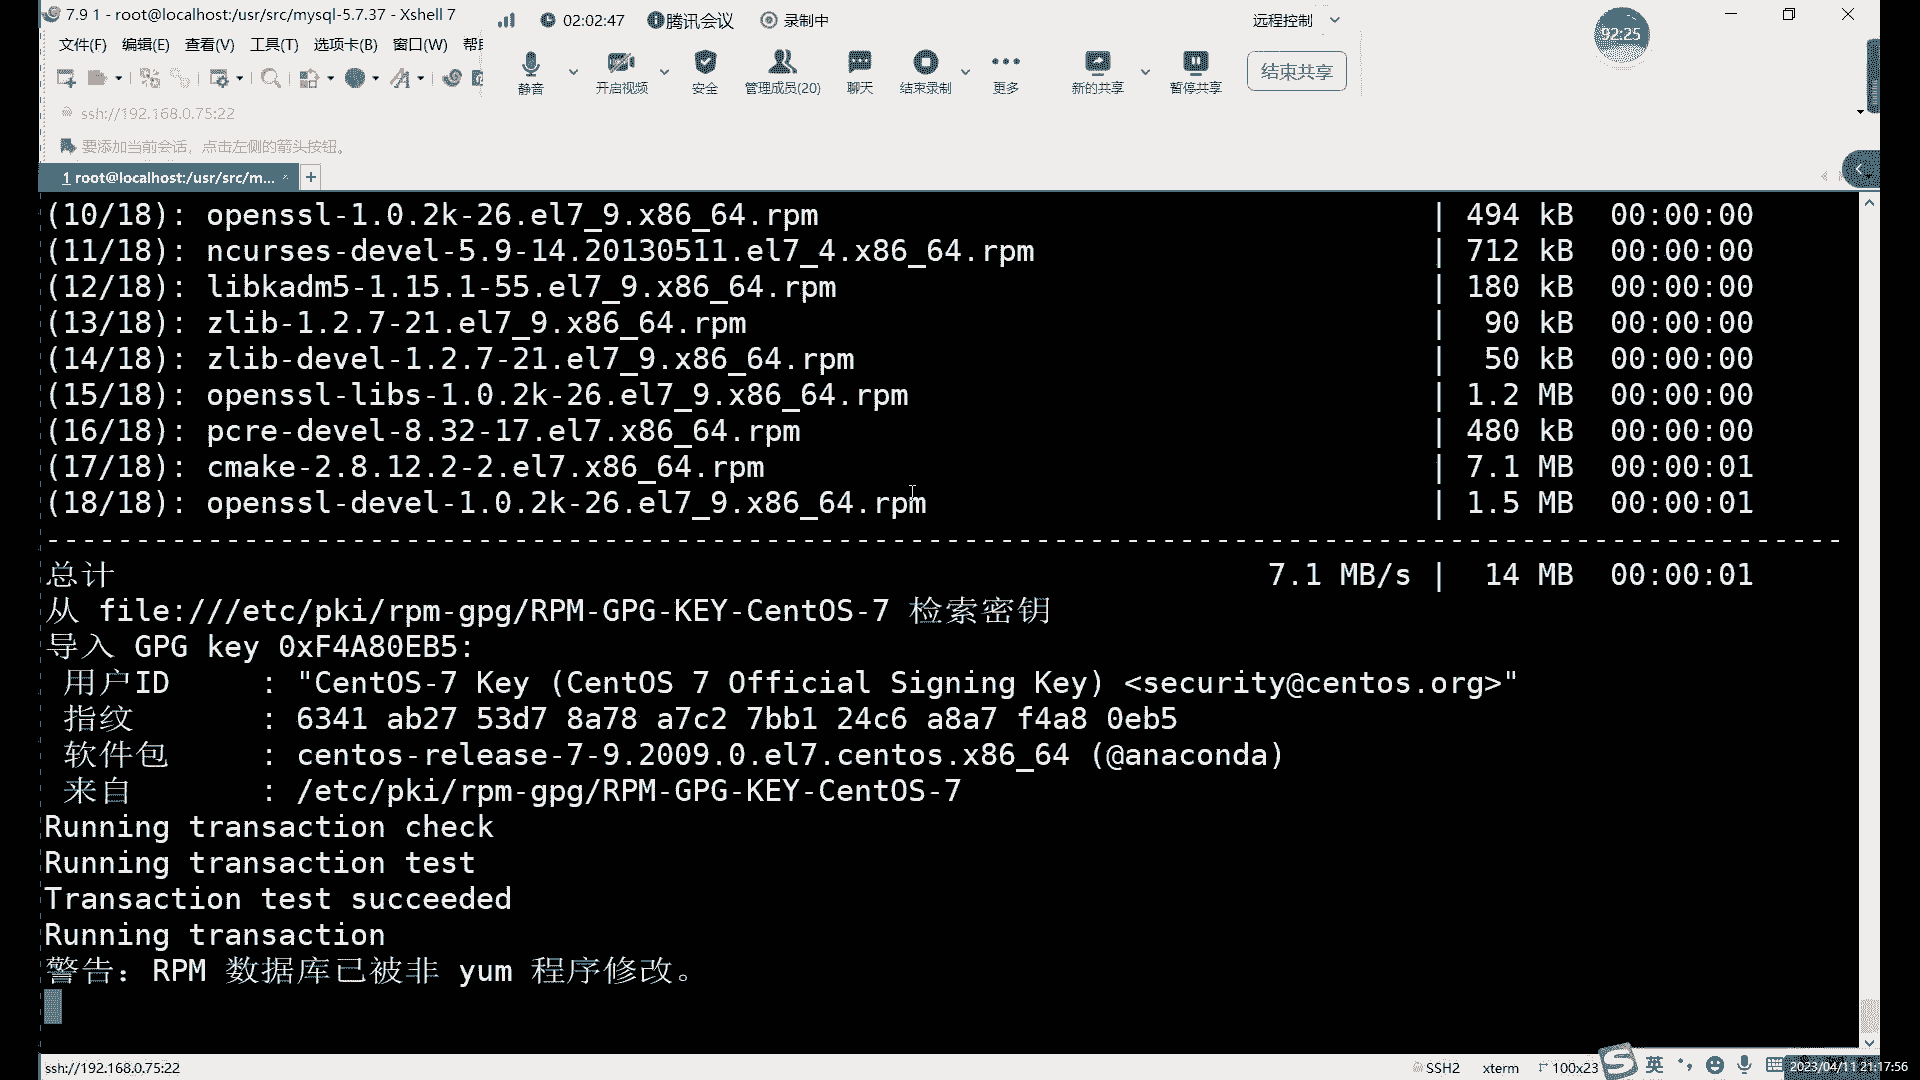 7.9 1 - root@localhost:/usr/src/mysql-5.7.37 - Xshell 7
02:02:47
腾讯会议
录制中
远程控制
92:25
文件(F) 编辑(E) 查看(V) 工具(T) 选项卡(B) 窗口(W)
静音
开启视频
安全
管理成员(20)
聊天
结束录制
更多
新的共享
暂停共享
结束共享
ssh://192.168.0.75:22
要添加当前会话，点击左侧的箭头按钮。
1 root@localhost:/usr/src/m... × +
(10/18): openssl-1.0.2k-26.el7_9.x86_64.rpm | 494 kB 00:00:00
(11/18): ncurses-devel-5.9-14.20130511.el7_4.x86_64.rpm | 712 kB 00:00:00
(12/18): libkadm5-1.15.1-55.el7_9.x86_64.rpm | 180 kB 00:00:00
(13/18): zlib-1.2.7-21.el7_9.x86_64.rpm | 90 kB 00:00:00
(14/18): zlib-devel-1.2.7-21.el7_9.x86_64.rpm | 50 kB 00:00:00
(15/18): openssl-libs-1.0.2k-26.el7_9.x86_64.rpm | 1.2 MB 00:00:00
(16/18): pcre-devel-8.32-17.el7.x86_64.rpm | 480 kB 00:00:00
(17/18): cmake-2.8.12.2-2.el7.x86_64.rpm | 7.1 MB 00:00:01
(18/18): openssl-devel-1.0.2k-26.el7_9.x86_64.rpm | 1.5 MB 00:00:01
----------------------------------------------------------------------------------------------------
总计 7.1 MB/s | 14 MB 00:00:01
从 file:///etc/pki/rpm-gpg/RPM-GPG-KEY-CentOS-7 检索密钥
导入 GPG key 0xF4A80EB5:
用户ID : "CentOS-7 Key (CentOS 7 Official Signing Key) <security@centos.org>"
指纹 : 6341 ab27 53d7 8a78 a7c2 7bb1 24c6 a8a7 f4a8 0eb5
软件包 : centos-release-7-9.2009.0.el7.centos.x86_64 (@anaconda)
来自 : /etc/pki/rpm-gpg/RPM-GPG-KEY-CentOS-7
Running transaction check
Running transaction test
Transaction test succeeded
Running transaction
警告：RPM 数据库已被非 yum 程序修改。
ssh://192.168.0.75:22 SSH2 xterm 100x23 英 2023/04/11 21:17:56